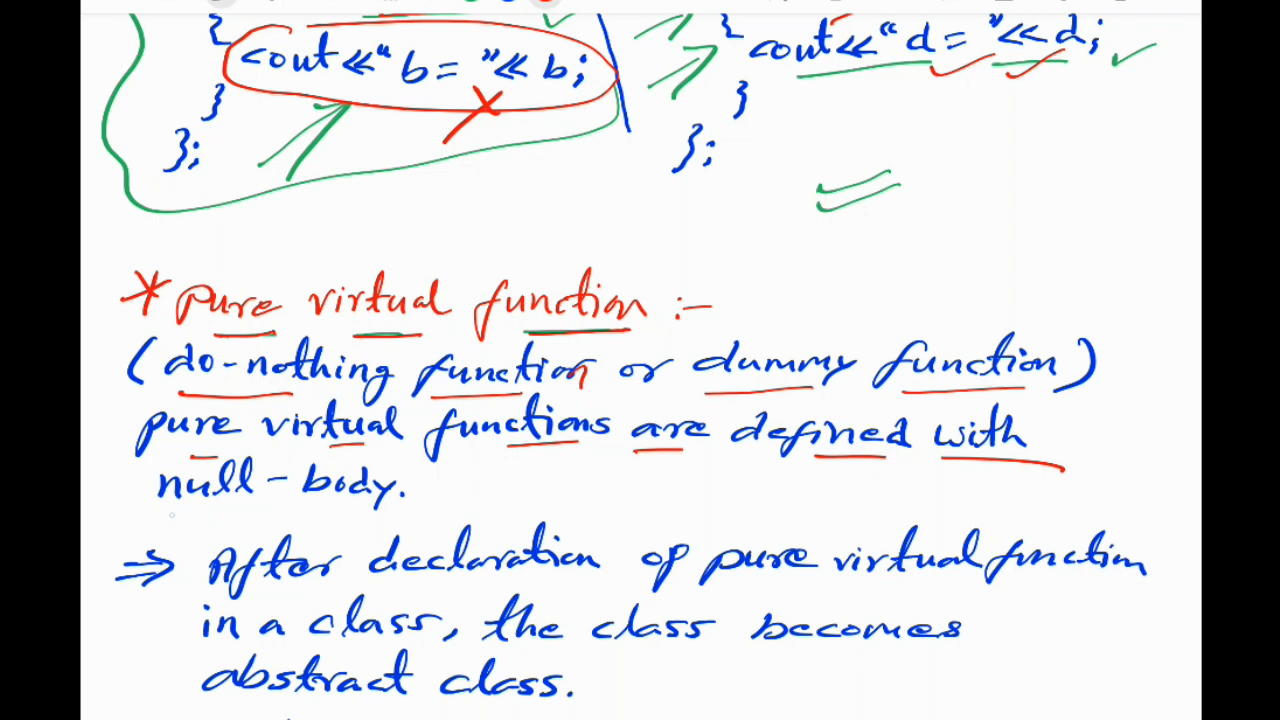 { {
cout<<"b= "<<b; cout<<"d= "<<d;
} }
}; };
*pure virtual function :-
(do-nothing function or dummy function)
pure virtual functions are defined with
null-body.
⇒ After declaration of pure virtual function
in a class, the class becomes
abstract class.